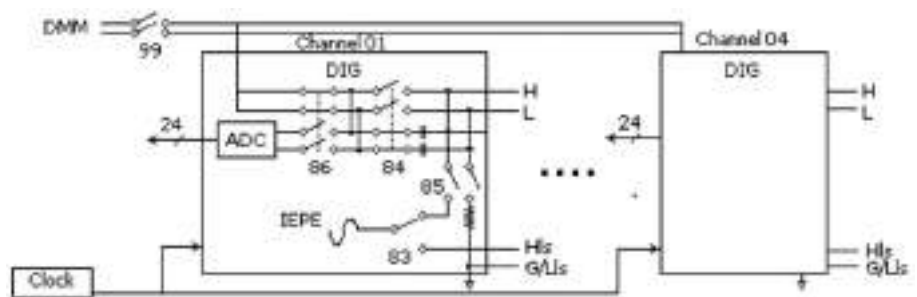 DMM
99
Channel 01
DIG
H
L
24
ADC
86
84
85
IEPE
83
HIs
G/LIs
Channel 04
DIG
H
L
24
HIs
G/LIs
Clock